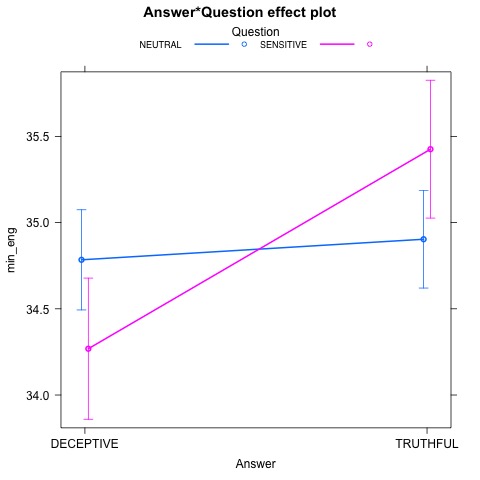 Answer*Question effect plot
Question
NEUTRAL SENSITIVE
35.5
35.0
34.5
34.0
min_eng
DECEPTIVE TRUTHFUL
Answer